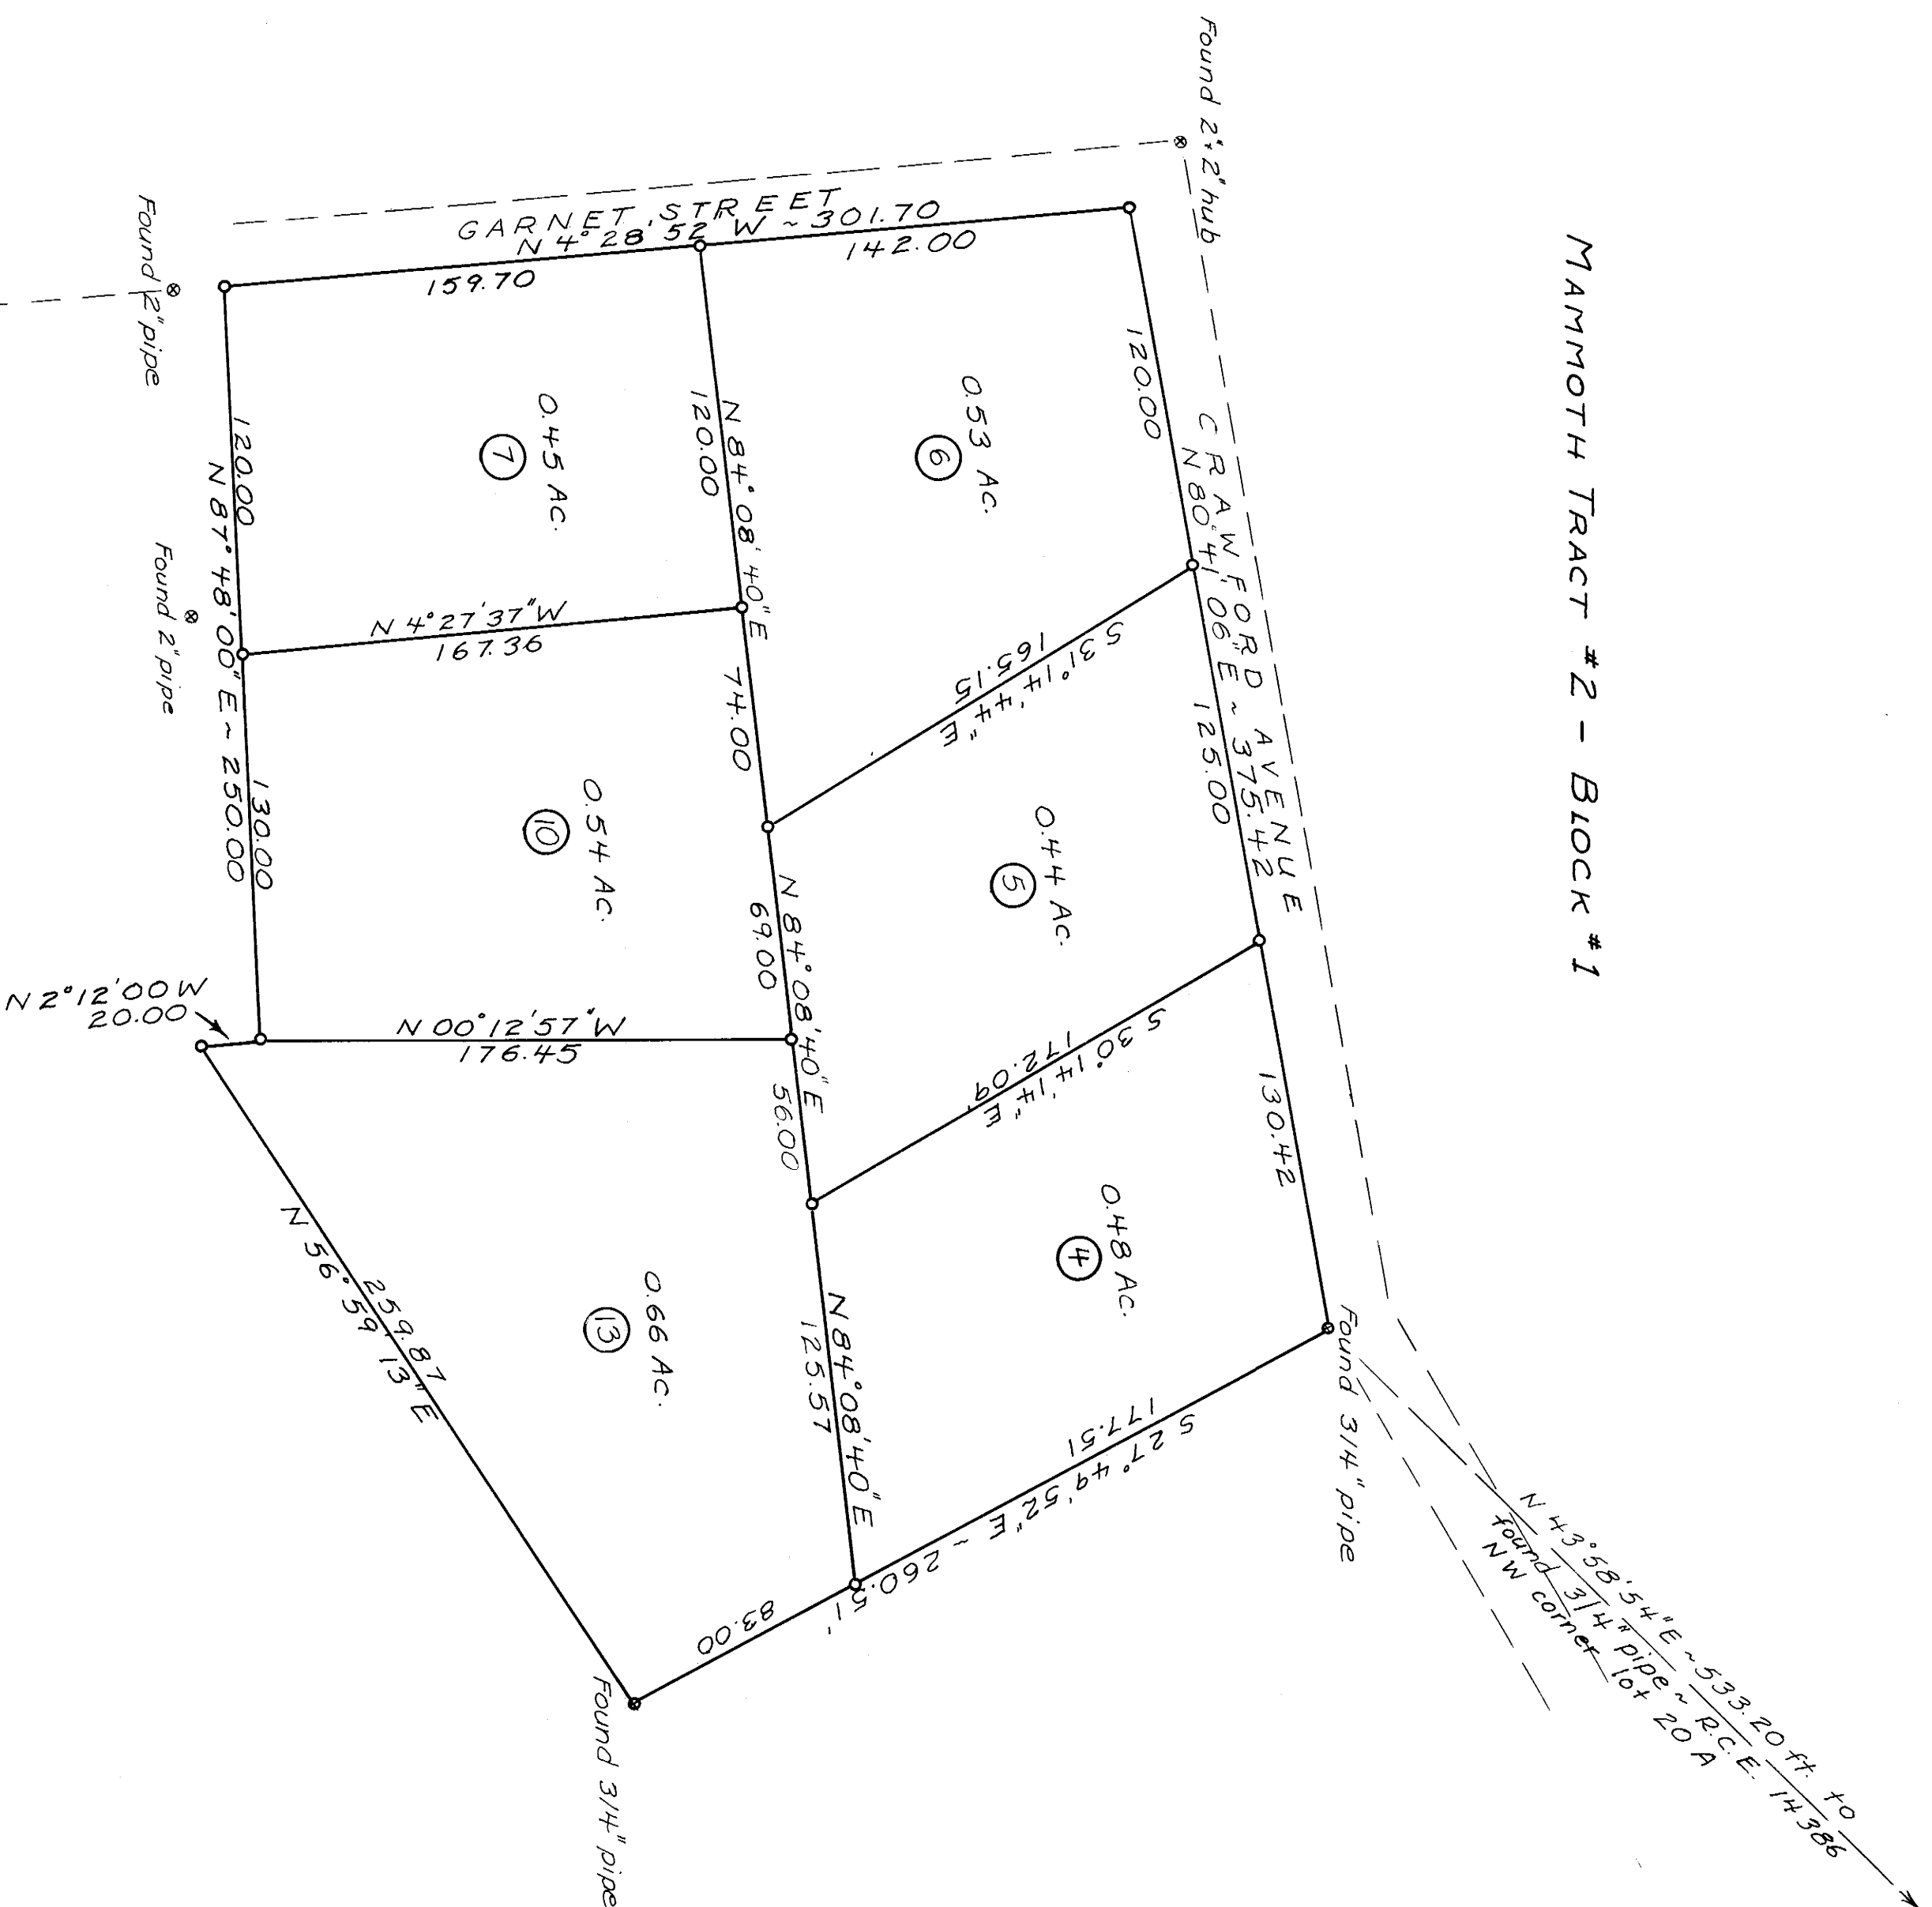 MAMMOTH TRACT #2 - BLOCK #1
Found 2"x2" hub
CRAWFORD AVENUE
N 80°41'06"E ~ 375.42
120.00
125.00
130.42
Found 3/4" pipe
N 43°58'54"E ~ 533.20 ft. to
found 3/4" pipe ~ R.C.E. 14386
NW corner lot 20 A
GARNET STREET
N 4°28'52"W ~ 301.70
142.00
159.70
0.53 AC.
6
S 31°14'44"E
165.15
0.44 AC.
5
S 30°14'14"E
172.09
0.48 AC.
4
S 27°49'52"E ~ 260.51'
177.51
83.00
N 84°08'40"E
120.00
74.00
N 84°08'40"E
69.00
56.00
N 84°08'40"E
125.57
0.45 AC.
7
N 4°27'37"W
167.36
0.54 AC.
10
N 00°12'57"W
176.45
0.66 AC.
13
120.00
130.00
N 87°48'00"E ~ 250.00
N 2°12'00W
20.00
259.87
N 56°59'13"E
Found 2" pipe
Found 2" pipe
Found 3/4" pipe